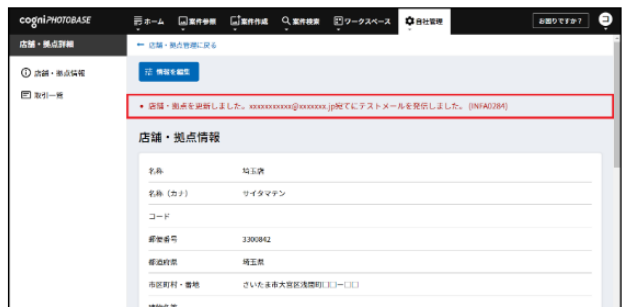 cogniPHOTOBASE ホーム 案件参照 案件作成 案件検索 ワークスペース 自社管理 お困りですか？
店舗・拠点詳細
← 店舗・拠点管理に戻る
店舗・拠点情報
取引一覧
情報を編集
• 店舗・拠点を更新しました。xxxxxxxxxx@xxxxxxx.jp宛てにテストメールを発信しました。 (INFA0284)
店舗・拠点情報
名称 埼玉店
名称（カナ） サイタマテン
コード
郵便番号 3300842
都道府県 埼玉県
市区町村・番地 さいたま市大宮区浅間町□□ー□□